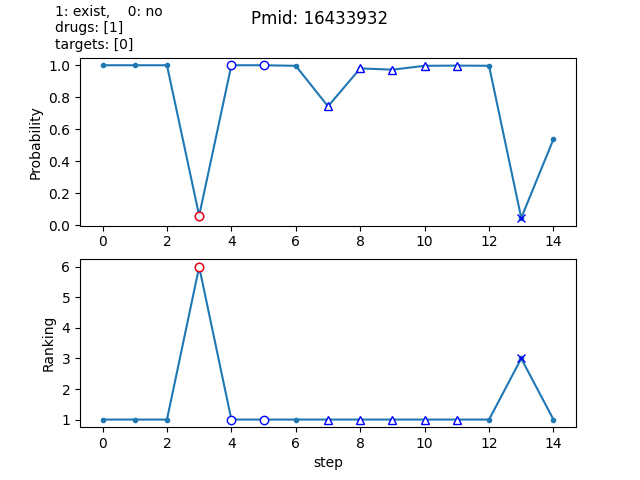 1: exist,    0: no
drugs: [1]
targets: [0]
Pmid: 16433932
1.0
0.8
0.6
0.4
0.2
0.0
Probability
0 2 4 6 8 10 12 14
6
5
4
3
2
1
Ranking
0 2 4 6 8 10 12 14
step